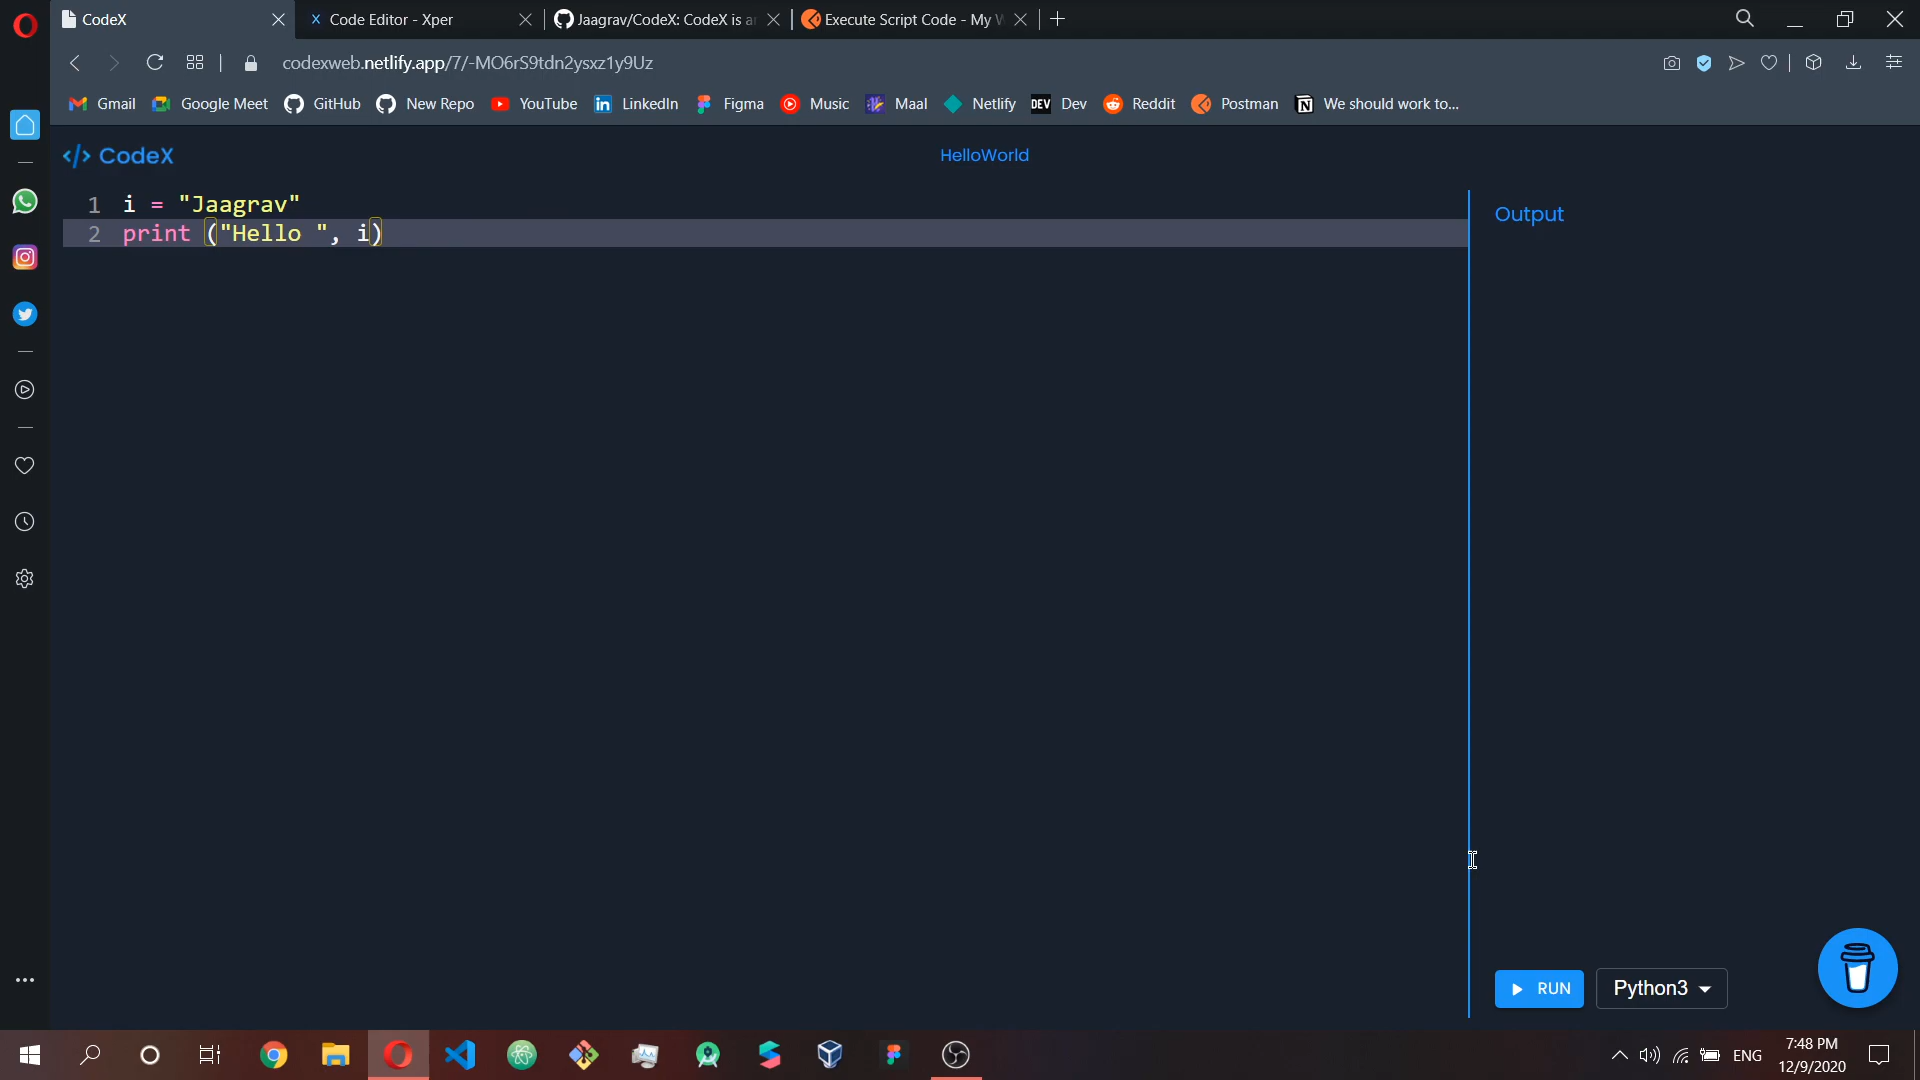 CodeX
Code Editor - Xper
Jaagrav/CodeX: CodeX is a
Execute Script Code - My W
codexweb.netlify.app/7/-MO6rS9tdn2ysxz1y9Uz
Gmail
Google Meet
GitHub
New Repo
YouTube
LinkedIn
Figma
Music
Maal
Netlify
DEV Dev
Reddit
Postman
We should work to...
</> CodeX
HelloWorld
1 i = "Jaagrav"
2 print ("Hello ", i)
Output
RUN
Python3
ENG
7:48 PM
12/9/2020